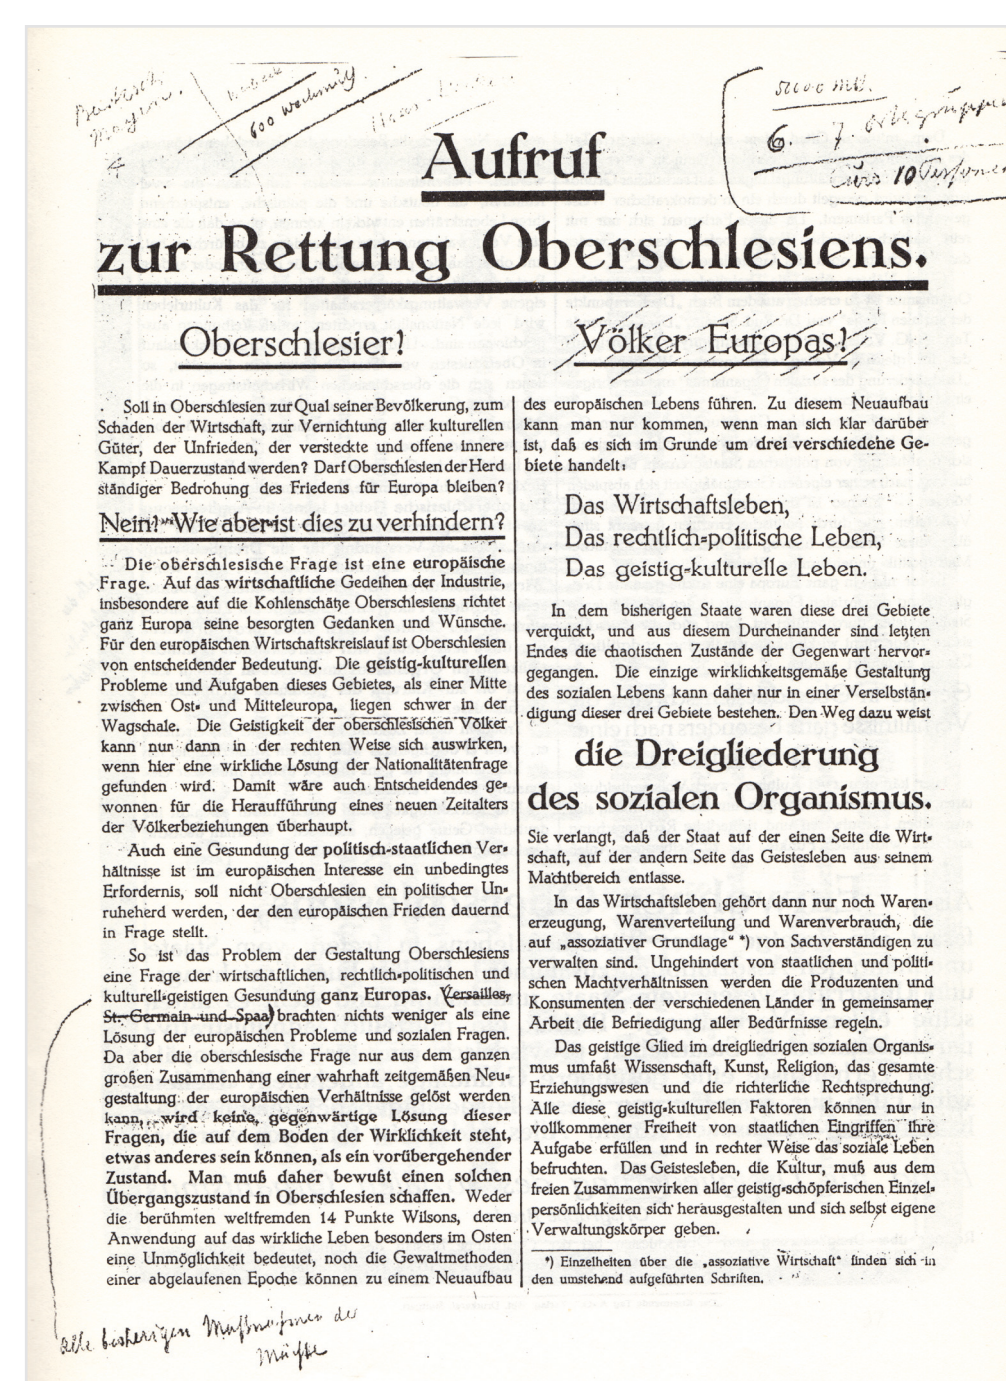 600
50000 Mk.
6. – 7. Ortsgruppen
Curs 10 Personen
Aufruf
zur Rettung Oberschlesiens.
Oberschlesier!
Soll in Oberschlesien zur Qual seiner Bevölkerung, zum
Schaden der Wirtschaft, zur Vernichtung aller kulturellen
Güter, der Unfrieden, der versteckte und offene innere
Kampf Dauerzustand werden? Darf Oberschlesien der Herd
ständiger Bedrohung des Friedens für Europa bleiben?
Nein! Wie aber ist dies zu verhindern?
Die oberschlesische Frage ist eine europäische
Frage. Auf das wirtschaftliche Gedeihen der Industrie,
insbesondere auf die Kohlenschätze Oberschlesiens richtet
ganz Europa seine besorgten Gedanken und Wünsche.
Für den europäischen Wirtschaftskreislauf ist Oberschlesien
von entscheidender Bedeutung. Die geistig-kulturellen
Probleme und Aufgaben dieses Gebietes, als einer Mitte
zwischen Ost- und Mitteleuropa, liegen schwer in der
Wagschale. Die Geistigkeit der oberschlesischen Völker
kann nur dann in der rechten Weise sich auswirken,
wenn hier eine wirkliche Lösung der Nationalitätenfrage
gefunden wird. Damit wäre auch Entscheidendes ge-
wonnen für die Heraufführung eines neuen Zeitalters
der Völkerbeziehungen überhaupt.
Auch eine Gesundung der politisch-staatlichen Ver-
hältnisse ist im europäischen Interesse ein unbedingtes
Erfordernis, soll nicht Oberschlesien ein politischer Un-
ruheherd werden, der den europäischen Frieden dauernd
in Frage stellt.
So ist das Problem der Gestaltung Oberschlesiens
eine Frage der wirtschaftlichen, rechtlich-politischen und
kulturell-geistigen Gesundung ganz Europas. (Versailles,
St. Germain und Spaa) brachten nichts weniger als eine
Lösung der europäischen Probleme und sozialen Fragen.
Da aber die oberschlesische Frage nur aus dem ganzen
großen Zusammenhang einer wahrhaft zeitgemäßen Neu-
gestaltung der europäischen Verhältnisse gelöst werden
kann, wird keine gegenwärtige Lösung dieser
Fragen, die auf dem Boden der Wirklichkeit steht,
etwas anderes sein können, als ein vorübergehender
Zustand. Man muß daher bewußt einen solchen
Übergangszustand in Oberschlesien schaffen. Weder
die berühmten weltfremden 14 Punkte Wilsons, deren
Anwendung auf das wirkliche Leben besonders im Osten
eine Unmöglichkeit bedeutet, noch die Gewaltmethoden
einer abgelaufenen Epoche können zu einem Neuaufbau
alle bisherigen Maßnahmen der
Mächte
Völker Europas!
des europäischen Lebens führen. Zu diesem Neuaufbau
kann man nur kommen, wenn man sich klar darüber
ist, daß es sich im Grunde um drei verschiedene Ge-
biete handelt:
Das Wirtschaftsleben,
Das rechtlich-politische Leben,
Das geistig-kulturelle Leben.
In dem bisherigen Staate waren diese drei Gebiete
verquickt, und aus diesem Durcheinander sind letzten
Endes die chaotischen Zustände der Gegenwart hervor-
gegangen. Die einzige wirklichkeitsgemäße Gestaltung
des sozialen Lebens kann daher nur in einer Verselbstän-
digung dieser drei Gebiete bestehen. Den Weg dazu weist
die Dreigliederung
des sozialen Organismus.
Sie verlangt, daß der Staat auf der einen Seite die Wirt-
schaft, auf der andern Seite das Geistesleben aus seinem
Machtbereich entlasse.
In das Wirtschaftsleben gehört dann nur noch Waren-
erzeugung, Warenverteilung und Warenverbrauch, die
auf „assoziativer Grundlage“ *) von Sachverständigen zu
verwalten sind. Ungehindert von staatlichen und politi-
schen Machtverhältnissen werden die Produzenten und
Konsumenten der verschiedenen Länder in gemeinsamer
Arbeit die Befriedigung aller Bedürfnisse regeln.
Das geistige Glied im dreigliedrigen sozialen Organis-
mus umfaßt Wissenschaft, Kunst, Religion, das gesamte
Erziehungswesen und die richterliche Rechtsprechung.
Alle diese geistig-kulturellen Faktoren können nur in
vollkommener Freiheit von staatlichen Eingriffen ihre
Aufgabe erfüllen und in rechter Weise das soziale Leben
befruchten. Das Geistesleben, die Kultur, muß aus dem
freien Zusammenwirken aller geistig-schöpferischen Einzel-
persönlichkeiten sich herausgestalten und sich selbst eigene
Verwaltungskörper geben.
*) Einzelheiten über die „assoziative Wirtschaft“ finden sich in
den umstehend aufgeführten Schriften.